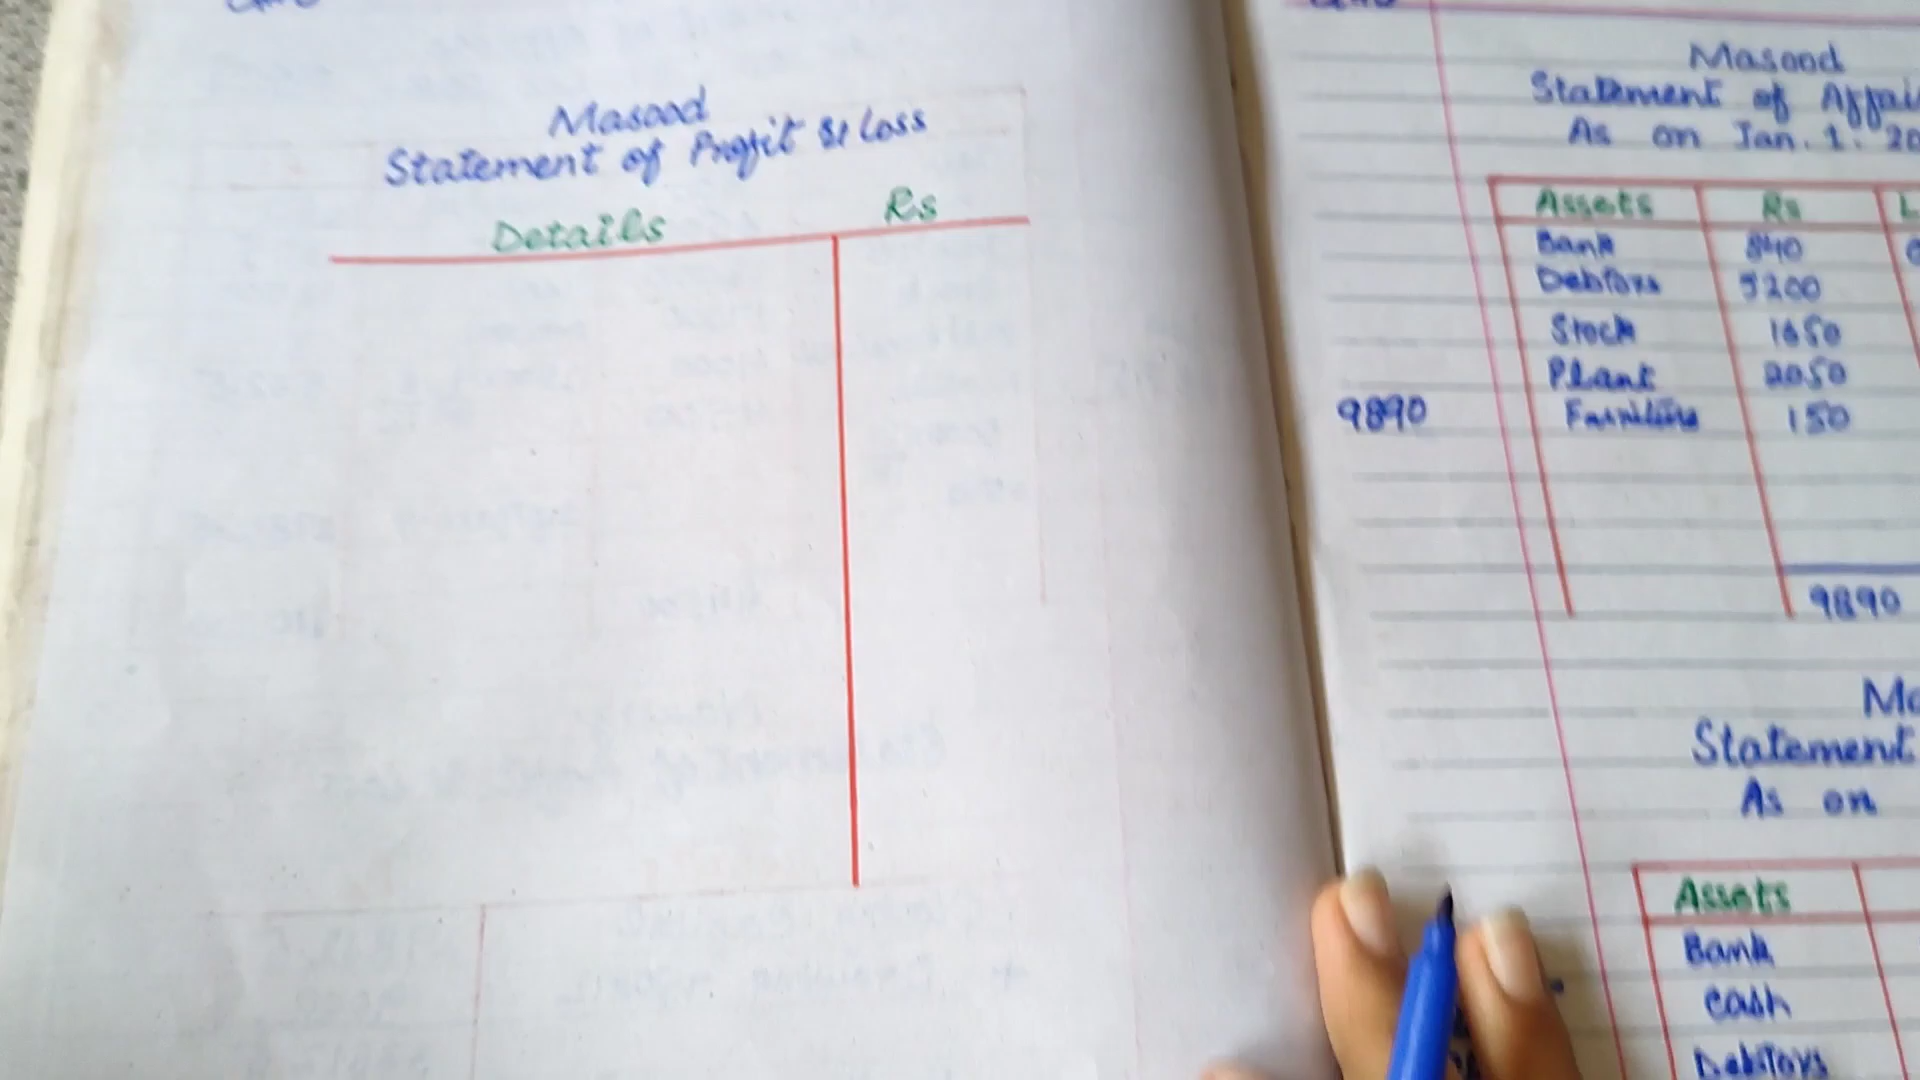 Masood
Statement of Profit & Loss
Details Rs
Masood
Statement of Affai
As on Jan. 1. 20
Assets Rs L
Bank 840
Debtors 5200
Stock 1650
Plant 2050
9890 Furniture 150
9890
Statement
As on
Assets
Bank
Cash
Debtors